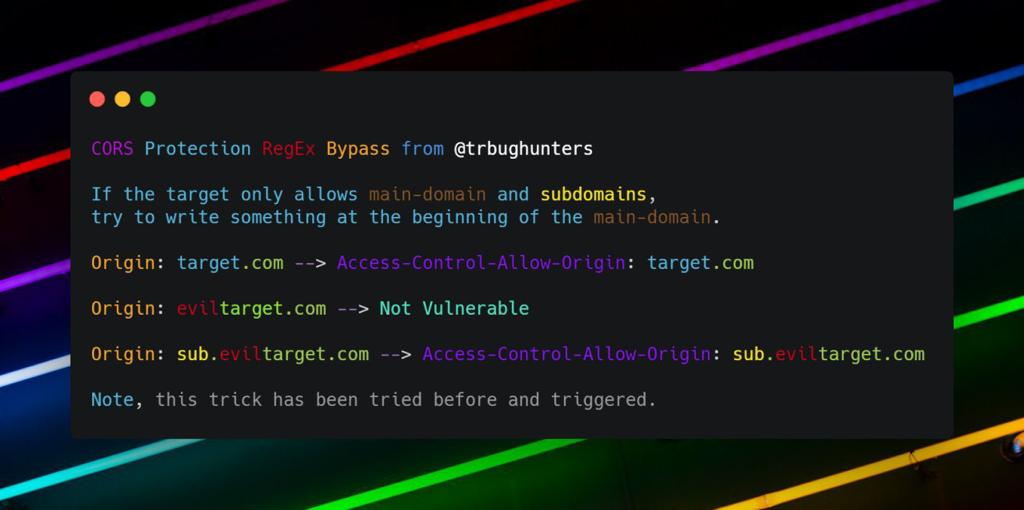 CORS Protection RegEx Bypass from @trbughunters
If the target only allows main-domain and subdomains,
try to write something at the beginning of the main-domain.
Origin: target.com --> Access-Control-Allow-Origin: target.com
Origin: eviltarget.com --> Not Vulnerable
Origin: sub.eviltarget.com --> Access-Control-Allow-Origin: sub.eviltarget.com
Note, this trick has been tried before and triggered.